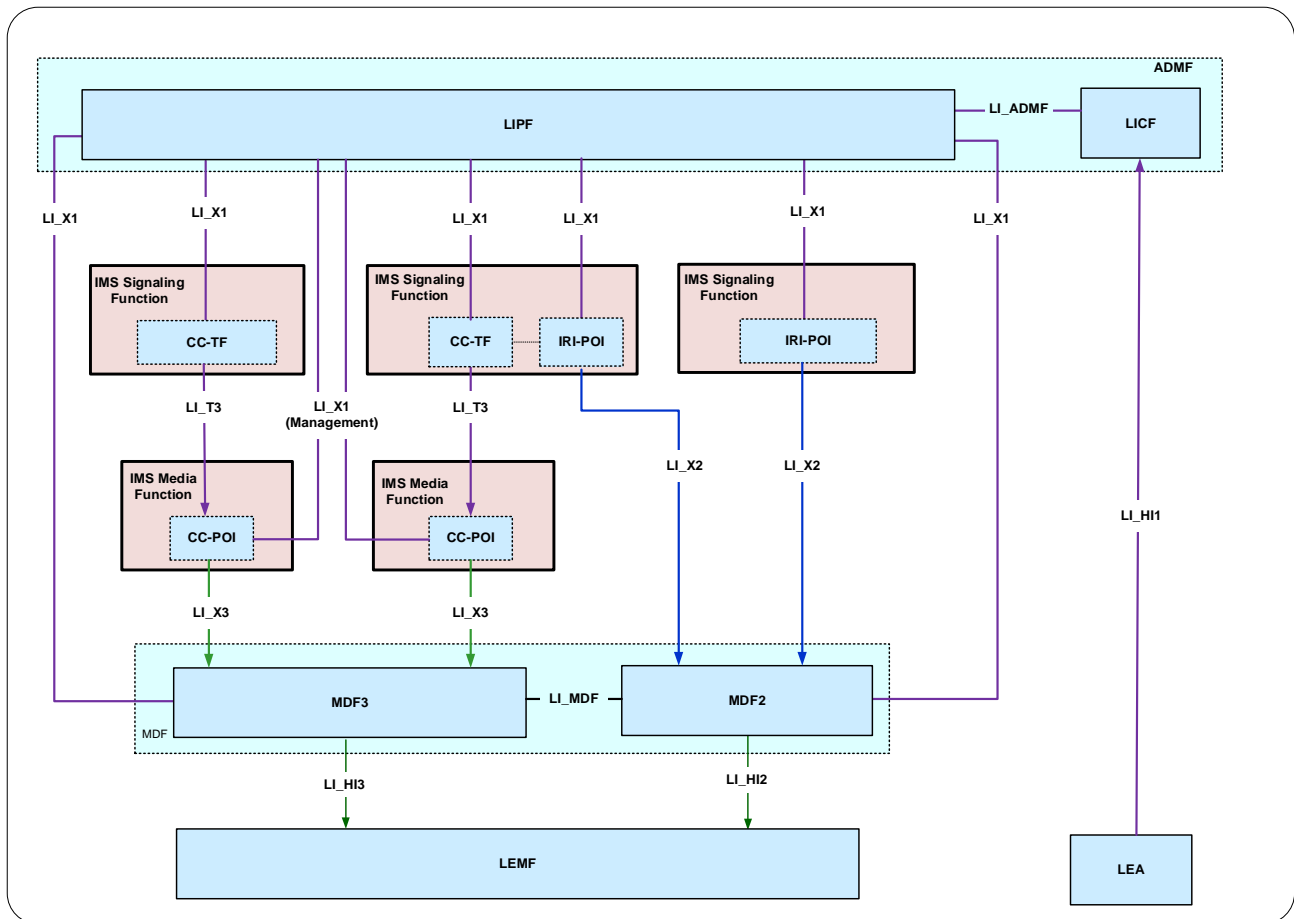 ADMF
LIPF
LI_ADMF
LICF
LI_X1
LI_X1
LI_X1
LI_X1
LI_X1
LI_X1
IMS Signaling
Function
CC-TF
IMS Signaling
Function
CC-TF
IRI-POI
IMS Signaling
Function
IRI-POI
LI_T3
LI_X1
(Management)
LI_T3
LI_X2
LI_X2
IMS Media
Function
CC-POI
IMS Media
Function
CC-POI
LI_HI1
LI_X3
LI_X3
MDF3
LI_MDF
MDF2
MDF
LI_HI3
LI_HI2
LEMF
LEA